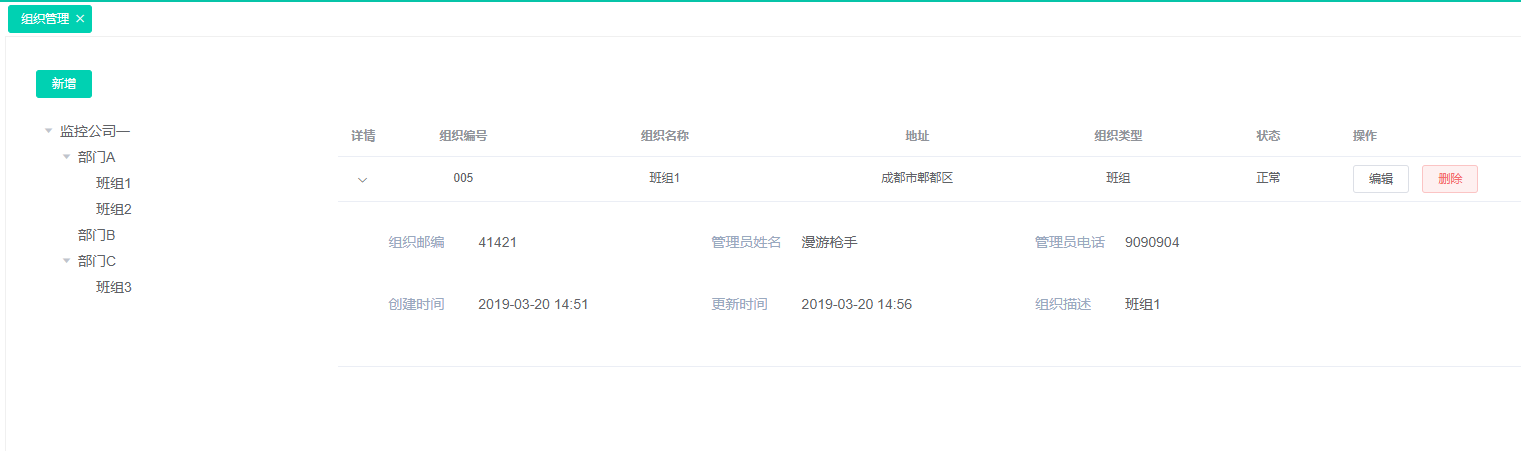 组织管理 ×
新增
监控公司一
部门A
班组1
班组2
部门B
部门C
班组3
详情 组织编号 组织名称 地址 组织类型 状态 操作
005 班组1 成都市郫都区 班组 正常 编辑 删除
组织邮编 41421 管理员姓名 漫游枪手 管理员电话 9090904
创建时间 2019-03-20 14:51 更新时间 2019-03-20 14:56 组织描述 班组1